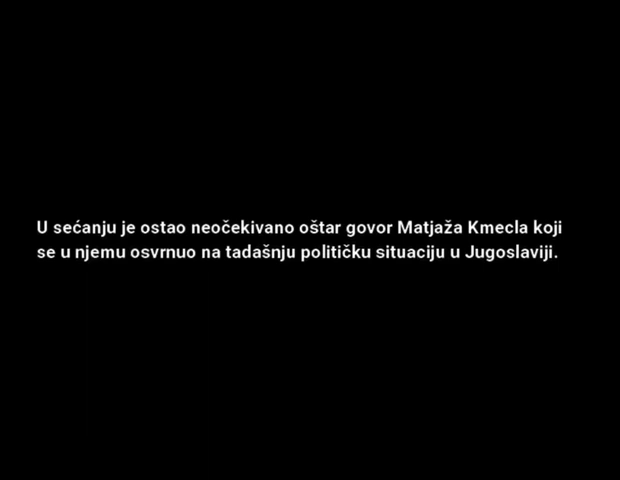 U sećanju je ostao neočekivano oštar govor Matjaža Kmecla koji
se u njemu osvrnuo na tadašnju političku situaciju u Jugoslaviji.